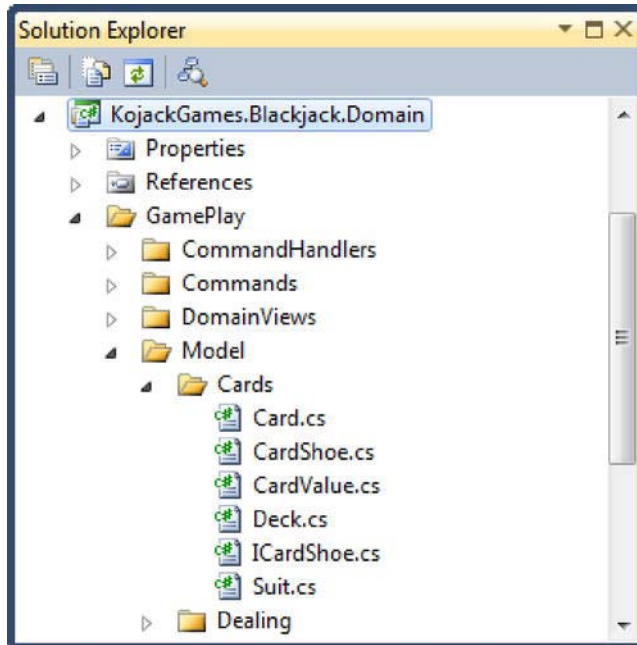 Solution Explorer
KojackGames.Blackjack.Domain
Properties
References
GamePlay
CommandHandlers
Commands
DomainViews
Model
Cards
Card.cs
CardShoe.cs
CardValue.cs
Deck.cs
ICardShoe.cs
Suit.cs
Dealing